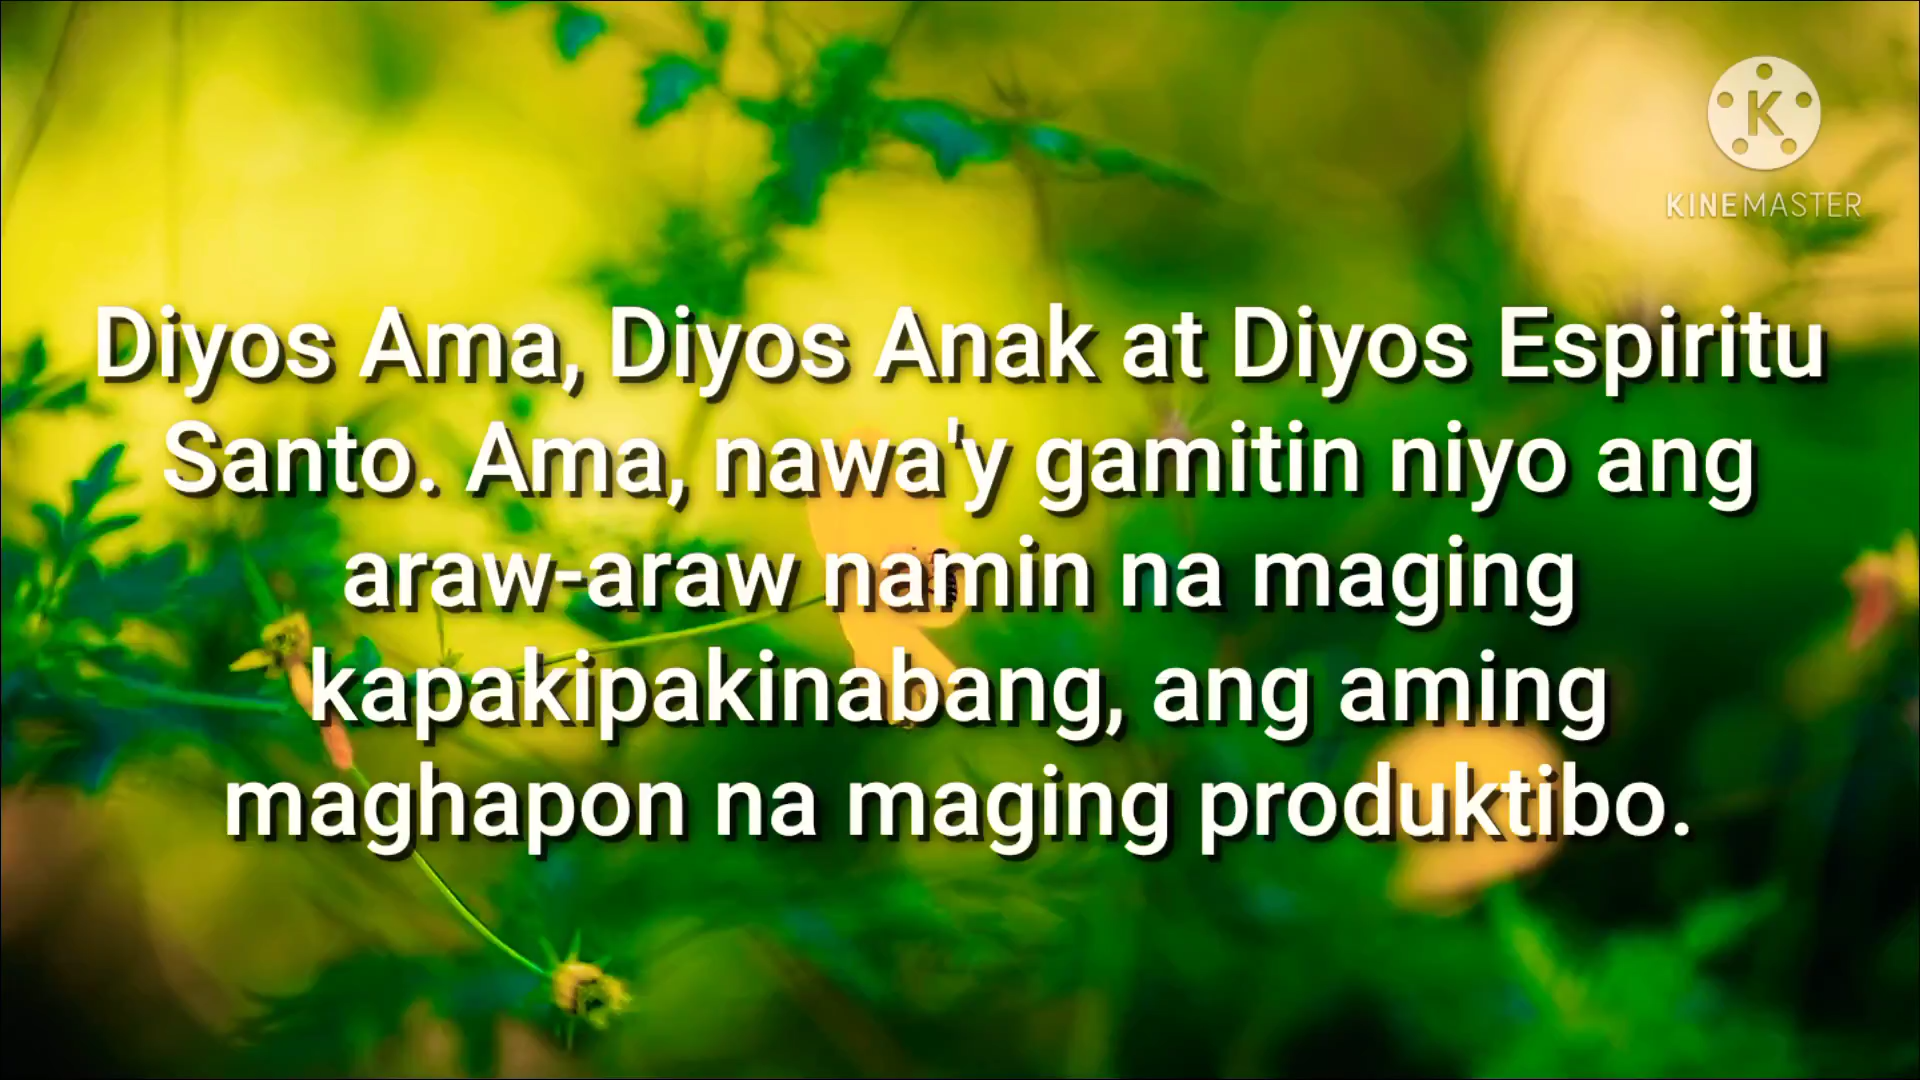 KINEMASTER
Diyos Ama, Diyos Anak at Diyos Espiritu
Santo. Ama, nawa'y gamitin niyo ang
araw-araw namin na maging
kapakipakinabang, ang aming
maghapon na maging produktibo.